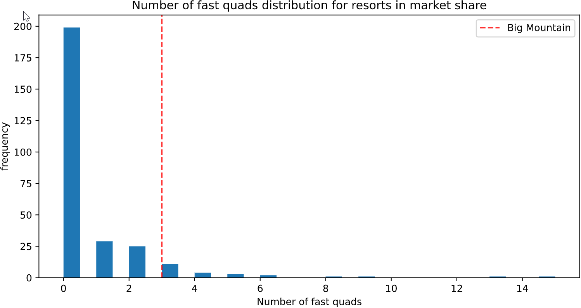 Number of fast quads distribution for resorts in market share
Big Mountain
frequency
200
175
150
125
100
75
50
25
0
0 2 4 6 8 10 12 14
Number of fast quads